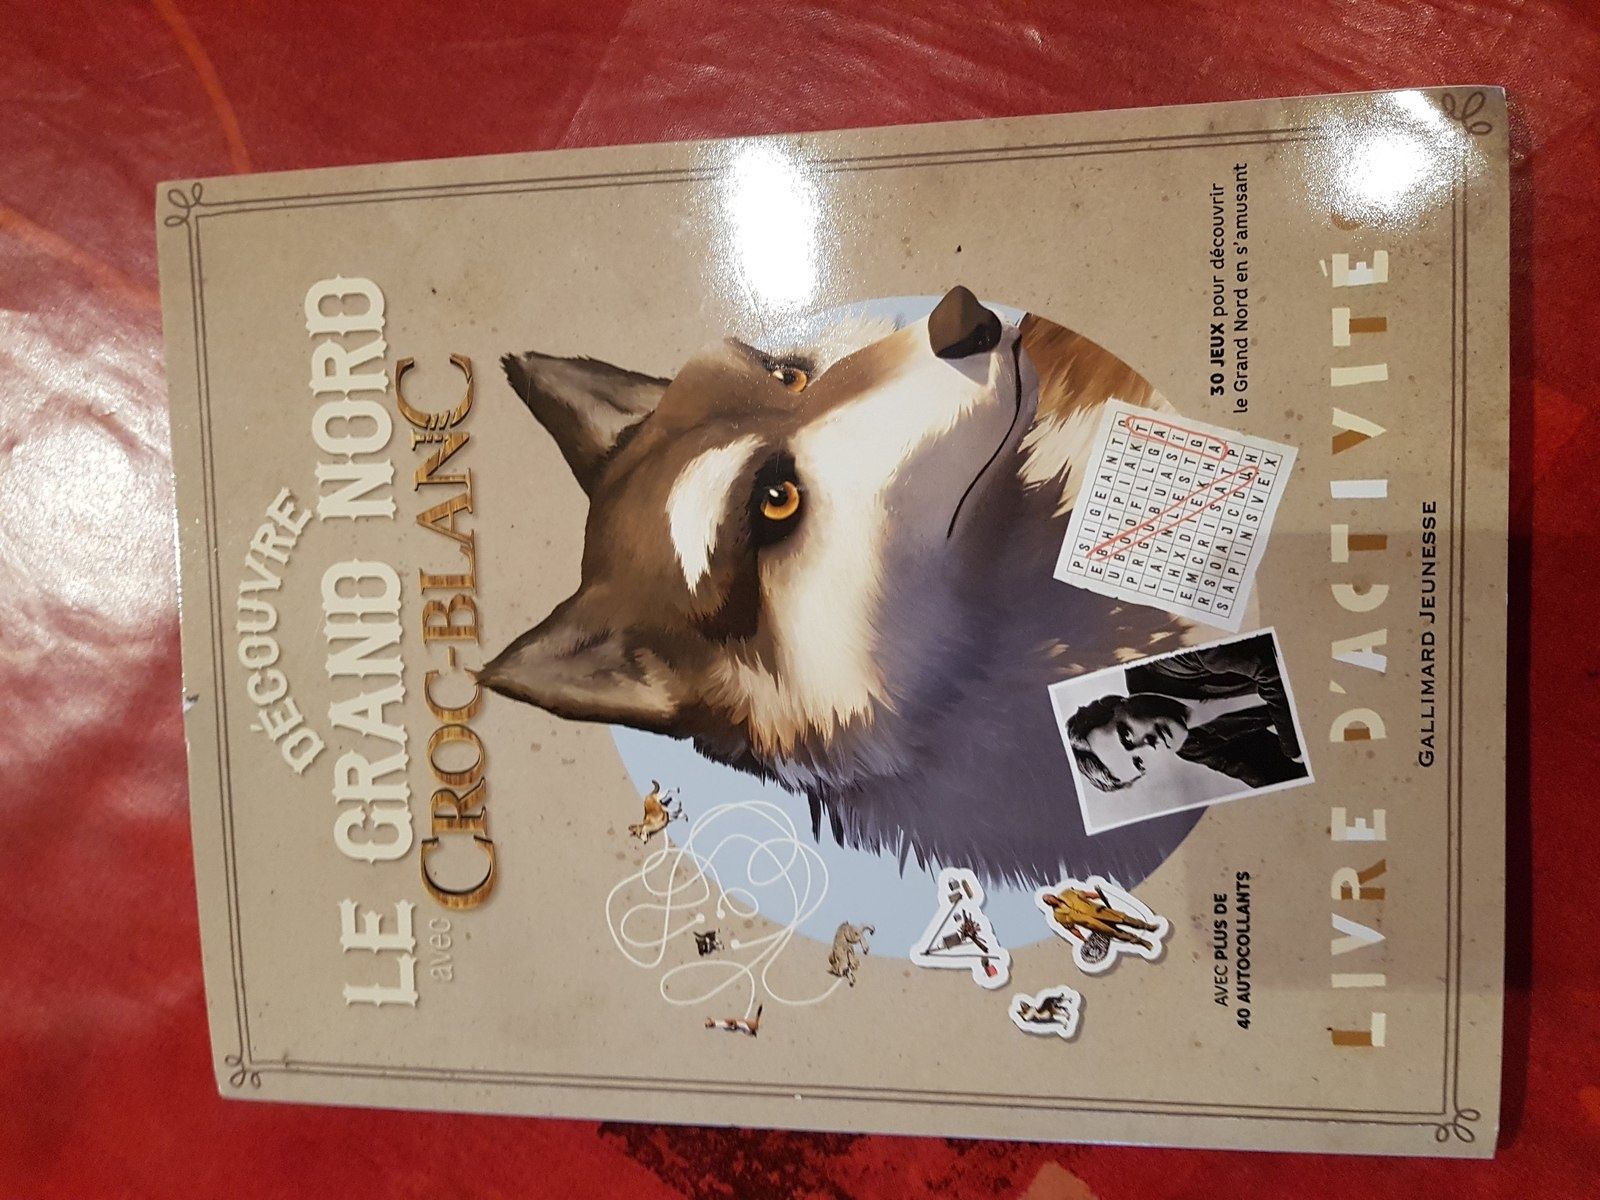 DÉCOUVRE
LE GRAND NORD
avec CROC-BLANC
AVEC PLUS DE
40 AUTOCOLLANTS
30 JEUX pour découvrir
le Grand Nord en s'amusant
LIVRE D'ACTIVITÉS
GALLIMARD JEUNESSE